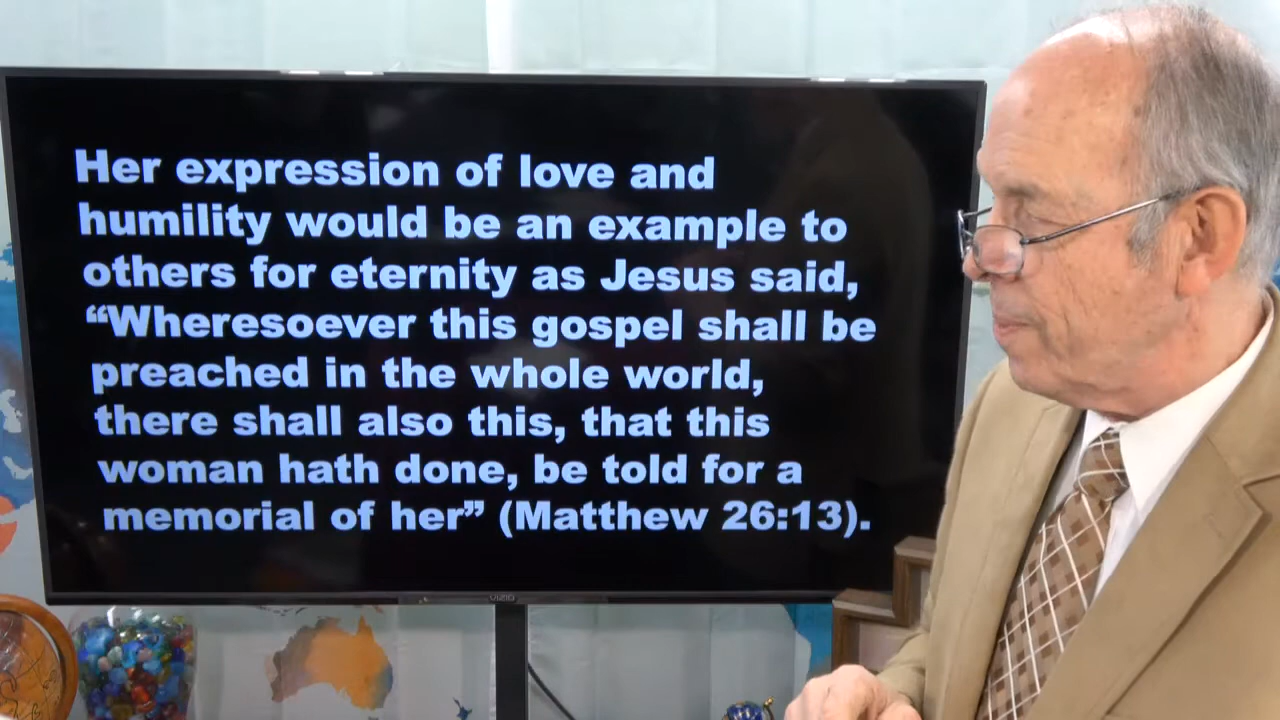 Her expression of love and
humility would be an example to
others for eternity as Jesus said,
“Wheresoever this gospel shall be
preached in the whole world,
there shall also this, that this
woman hath done, be told for a
memorial of her” (Matthew 26:13).
VIZIO